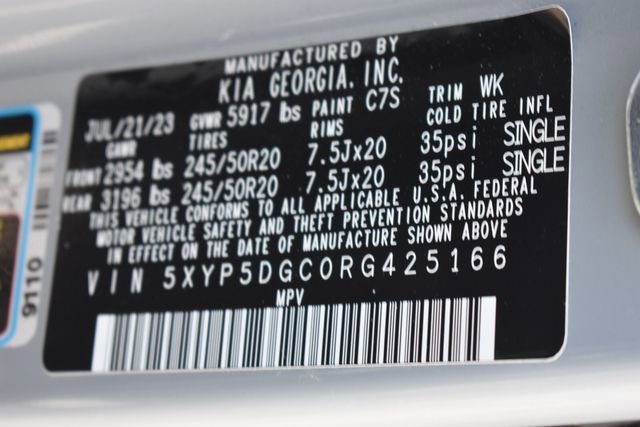 MANUFACTURED BY
KIA GEORGIA, INC.
JUL/21/23 GVWR 5917 lbs PAINT C7S TRIM WK
GAWR TIRES RIMS COLD TIRE INFL
FRONT 2954 lbs 245/50R20 7.5Jx20 35psi SINGLE
REAR 3196 lbs 245/50R20 7.5Jx20 35psi SINGLE
THIS VEHICLE CONFORMS TO ALL APPLICABLE U.S.A. FEDERAL
MOTOR VEHICLE SAFETY AND THEFT PREVENTION STANDARDS
IN EFFECT ON THE DATE OF MANUFACTURE SHOWN ABOVE
VIN 5XYP5DGC0RG425166
MPV
9110